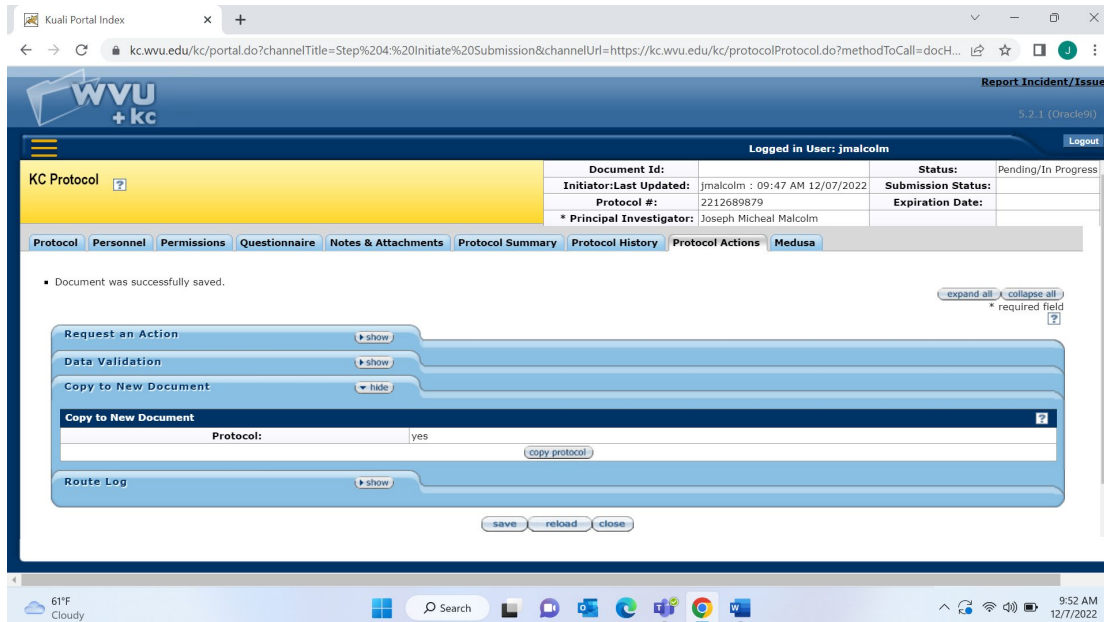 Kuali Portal Index
kc.wvu.edu/kc/portal.do?channelTitle=Step%204:%20Initiate%20Submission&channelUrl=https://kc.wvu.edu/kc/protocolProtocol.do?methodToCall=docH...
J
Report Incident/Issue
WVU
+ kc
5.2.1 (Oracle9i)
Logged in User: jmalcolm
Logout
KC Protocol ?
Document Id: Status: Pending/In Progress
Initiator:Last Updated: jmalcolm : 09:47 AM 12/07/2022 Submission Status:
Protocol #: 2212689879 Expiration Date:
* Principal Investigator: Joseph Micheal Malcolm
Protocol Personnel Permissions Questionnaire Notes & Attachments Protocol Summary Protocol History Protocol Actions Medusa
Document was successfully saved.
expand all collapse all
* required field
?
Request an Action show
Data Validation show
Copy to New Document hide
Copy to New Document ?
Protocol: yes
copy protocol
Route Log show
save reload close
61°F
Cloudy
Search
9:52 AM
12/7/2022